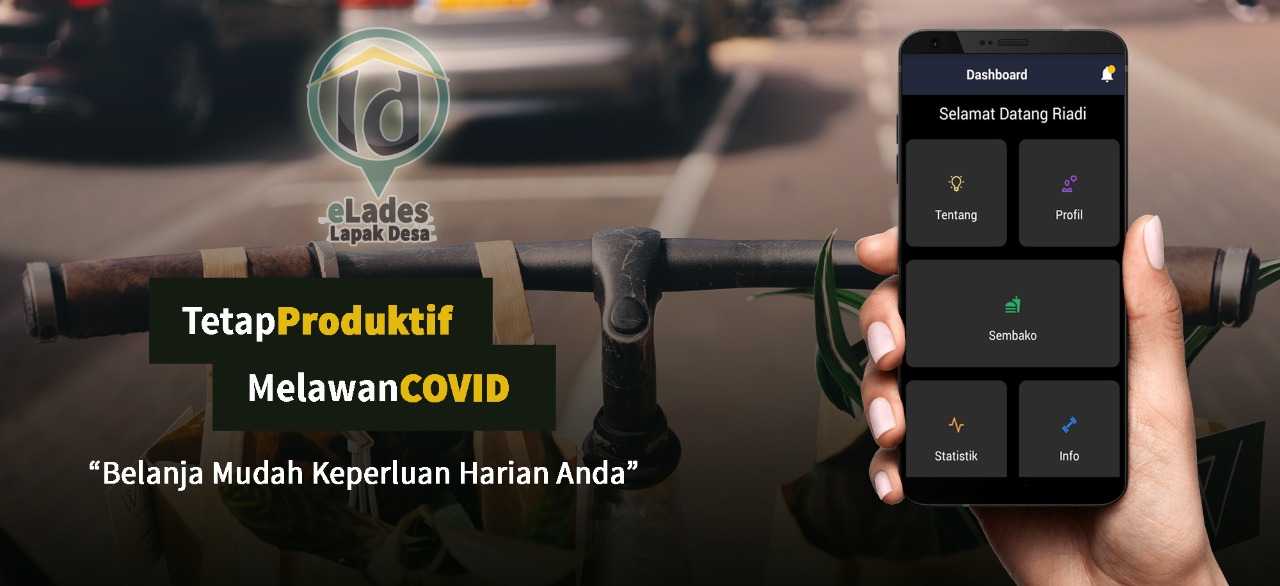 ld
eLades
Lapak Desa
TetapProduktif
MelawanCOVID
“Belanja Mudah Keperluan Harian Anda”
Dashboard
Selamat Datang Riadi
Tentang
Profil
Sembako
Statistik
Info